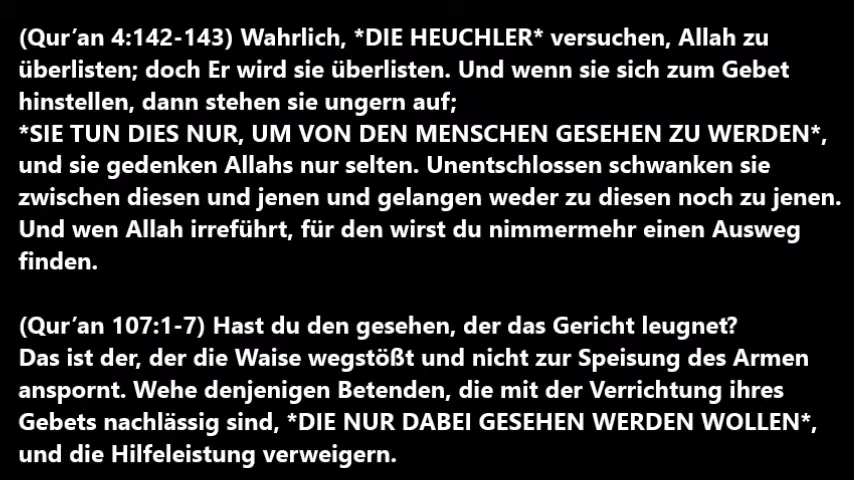 (Qur’an 4:142-143) Wahrlich, *DIE HEUCHLER* versuchen, Allah zu
überlisten; doch Er wird sie überlisten. Und wenn sie sich zum Gebet
hinstellen, dann stehen sie ungern auf;
*SIE TUN DIES NUR, UM VON DEN MENSCHEN GESEHEN ZU WERDEN*,
und sie gedenken Allahs nur selten. Unentschlossen schwanken sie
zwischen diesen und jenen und gelangen weder zu diesen noch zu jenen.
Und wen Allah irreführt, für den wirst du nimmermehr einen Ausweg
finden.
(Qur’an 107:1-7) Hast du den gesehen, der das Gericht leugnet?
Das ist der, der die Waise wegstößt und nicht zur Speisung des Armen
anspornt. Wehe denjenigen Betenden, die mit der Verrichtung ihres
Gebets nachlässig sind, *DIE NUR DABEI GESEHEN WERDEN WOLLEN*,
und die Hilfeleistung verweigern.